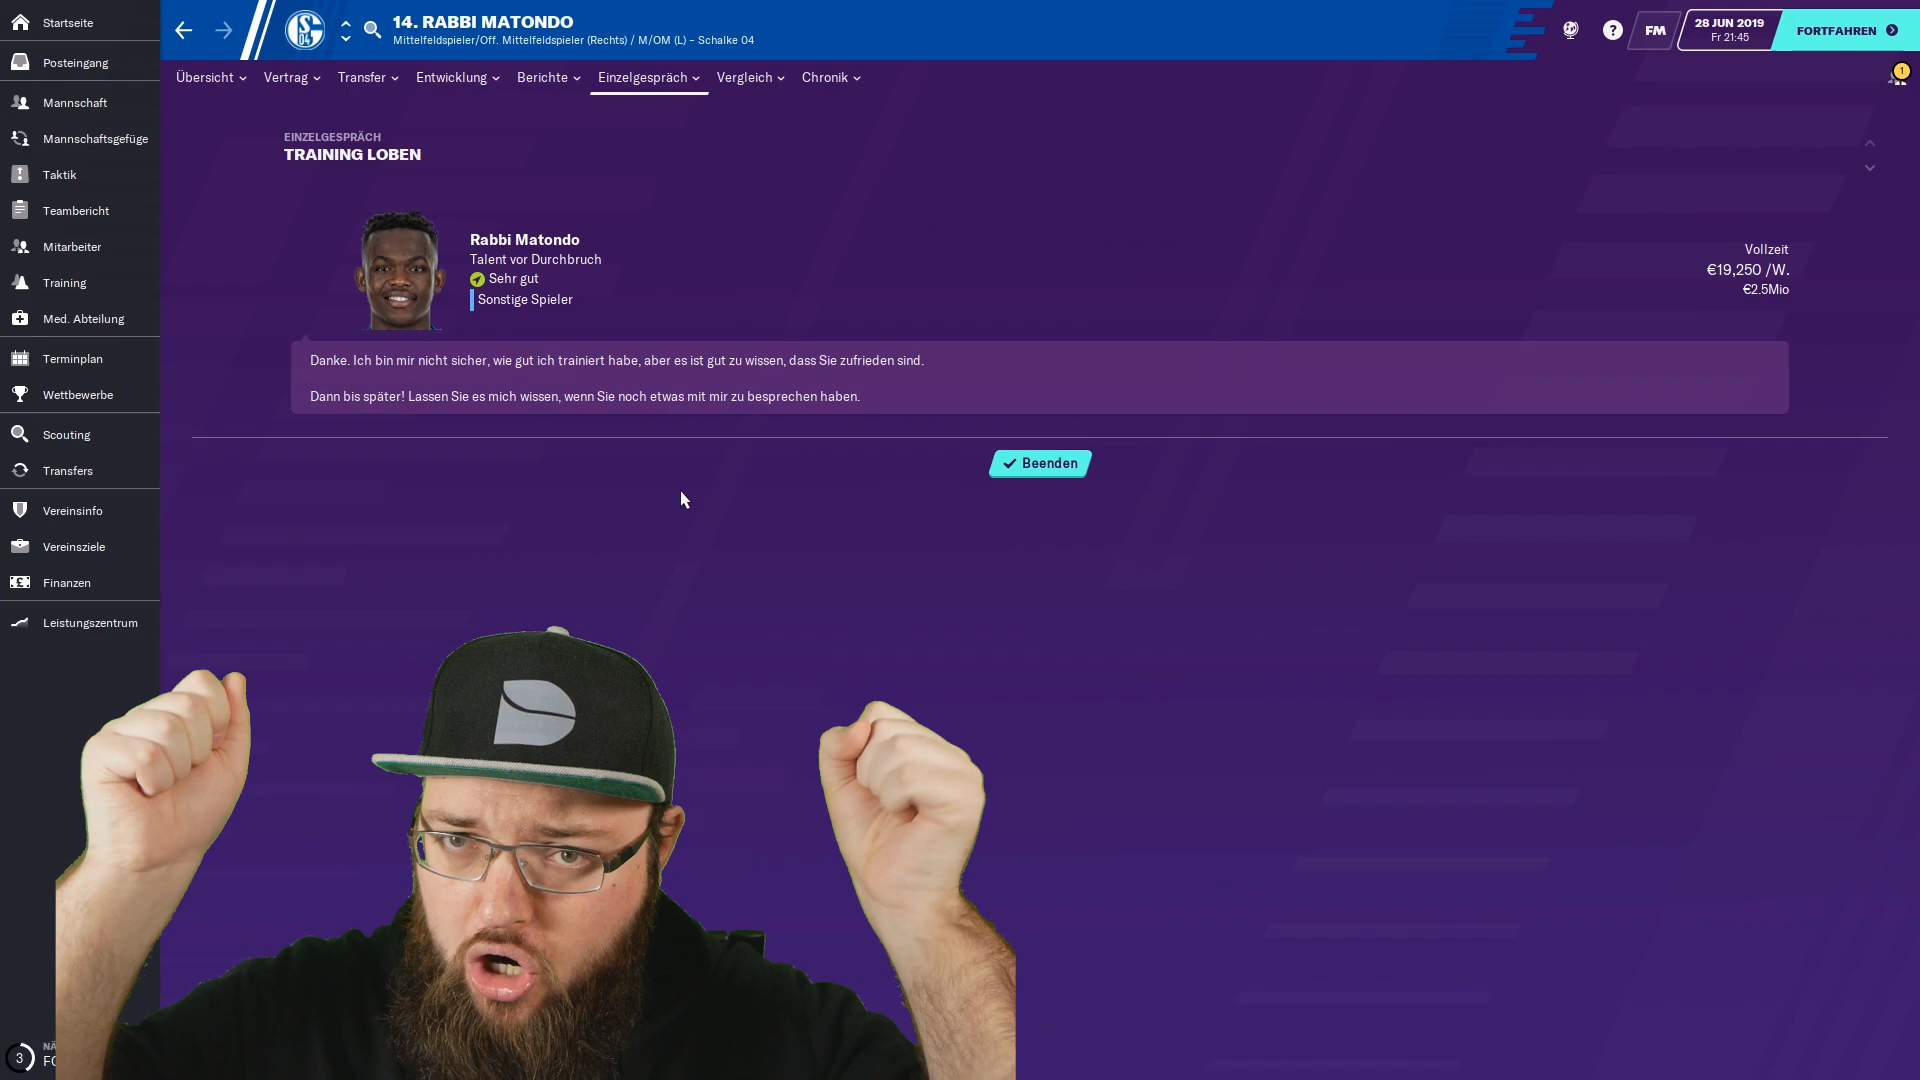 Startseite
Posteingang
Mannschaft
Mannschaftsgefüge
Taktik
Teambericht
Mitarbeiter
Training
Med. Abteilung
Terminplan
Wettbewerbe
Scouting
Transfers
Vereinsinfo
Vereinsziele
Finanzen
Leistungszentrum
3
S 04
14. RABBI MATONDO
Mittelfeldspieler/Off. Mittelfeldspieler (Rechts) / M/OM (L) – Schalke 04
?
FM
28 JUN 2019
Fr 21:45
FORTFAHREN
1
Übersicht Vertrag Transfer Entwicklung Berichte Einzelgespräch Vergleich Chronik
EINZELGESPRÄCH
TRAINING LOBEN
Rabbi Matondo
Talent vor Durchbruch
Sehr gut
Sonstige Spieler
Vollzeit
€19,250 /W.
€2.5Mio
Danke. Ich bin mir nicht sicher, wie gut ich trainiert habe, aber es ist gut zu wissen, dass Sie zufrieden sind.
Dann bis später! Lassen Sie es mich wissen, wenn Sie noch etwas mit mir zu besprechen haben.
Beenden